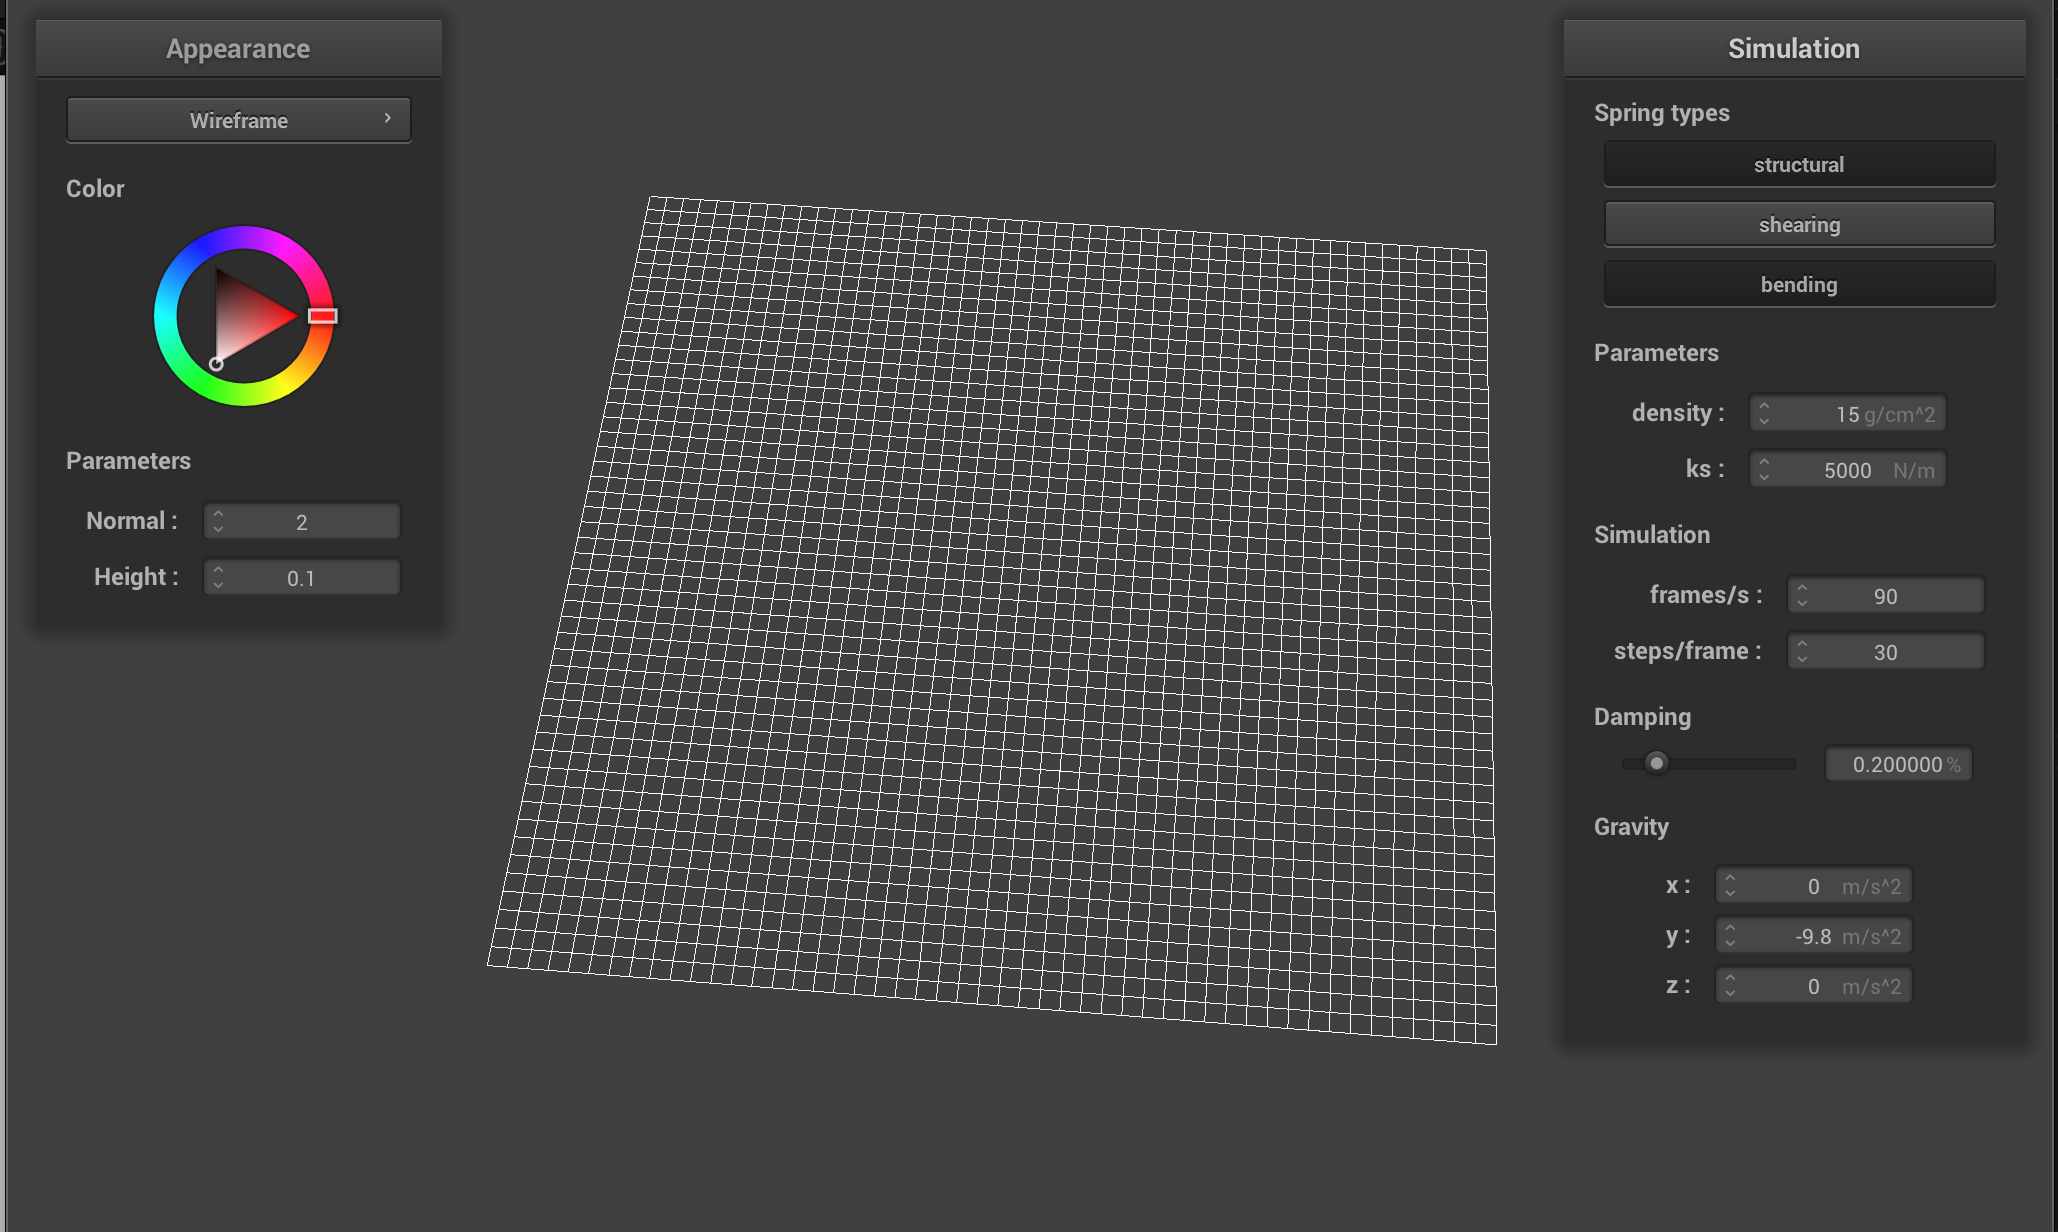 Appearance
Wireframe
Color
Parameters
Normal : 2
Height : 0.1
Simulation
Spring types
structural
shearing
bending
Parameters
density : 15 g/cm^2
ks : 5000 N/m
Simulation
frames/s : 90
steps/frame : 30
Damping
0.200000 %
Gravity
x : 0 m/s^2
y : -9.8 m/s^2
z : 0 m/s^2